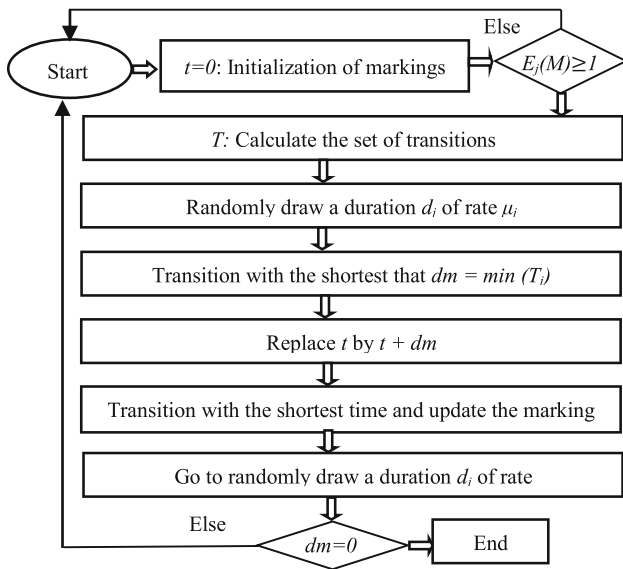 Else
Start
t=0: Initialization of markings
E_j(M)≥1
T: Calculate the set of transitions
Randomly draw a duration d_i of rate μ_i
Transition with the shortest that dm = min (T_i)
Replace t by t + dm
Transition with the shortest time and update the marking
Go to randomly draw a duration d_i of rate
Else
dm=0
End